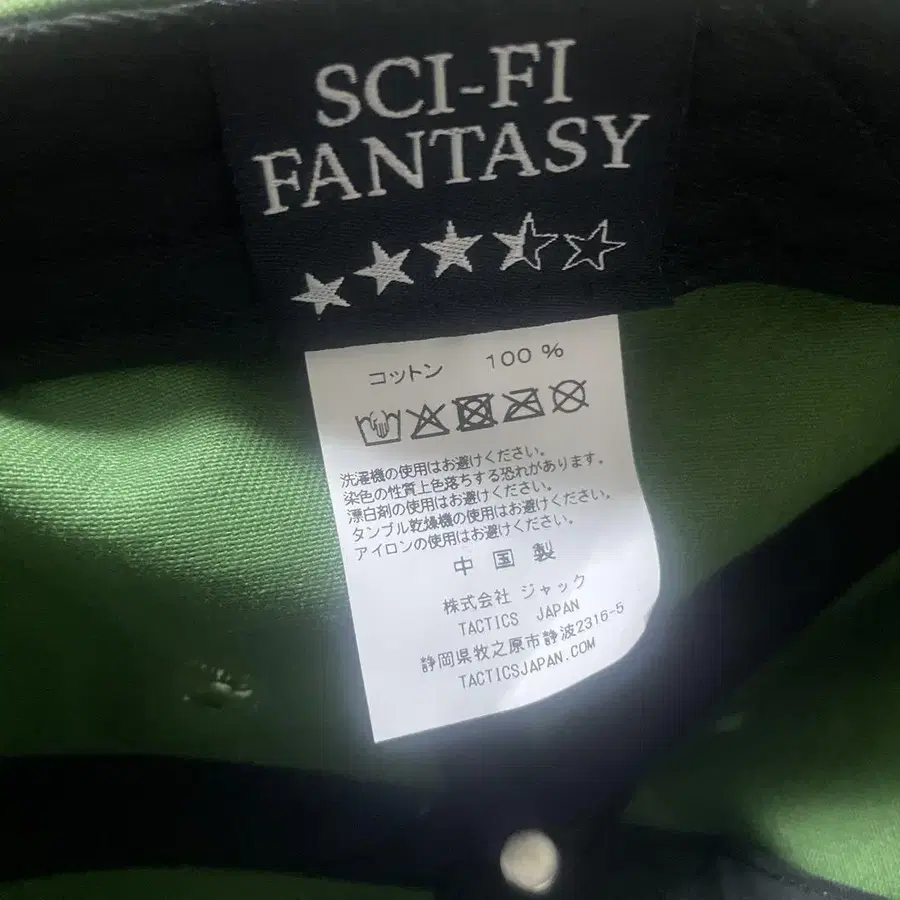 SCI-FI
FANTASY
コットン 100 %
洗濯機の使用はお避けください。
染色の性質上色落ちする恐れがあります。
漂白剤の使用はお避けください。
タンブル乾燥機の使用はお避けください。
アイロンの使用はお避けください。
中国製
株式会社 ジャック
TACTICS JAPAN
静岡県牧之原市静波2316-5
TACTICSJAPAN.COM